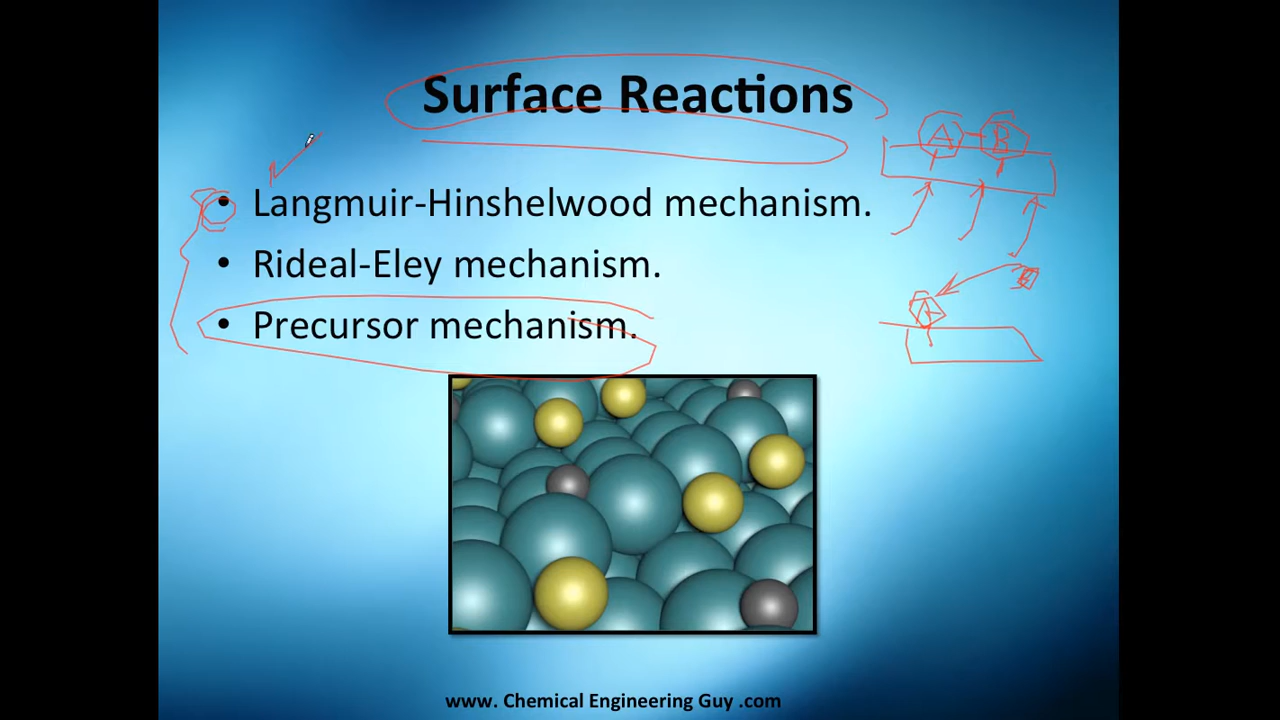 Surface Reactions
A B
• Langmuir-Hinshelwood mechanism.
• Rideal-Eley mechanism.
• Precursor mechanism.
A
www. Chemical Engineering Guy .com